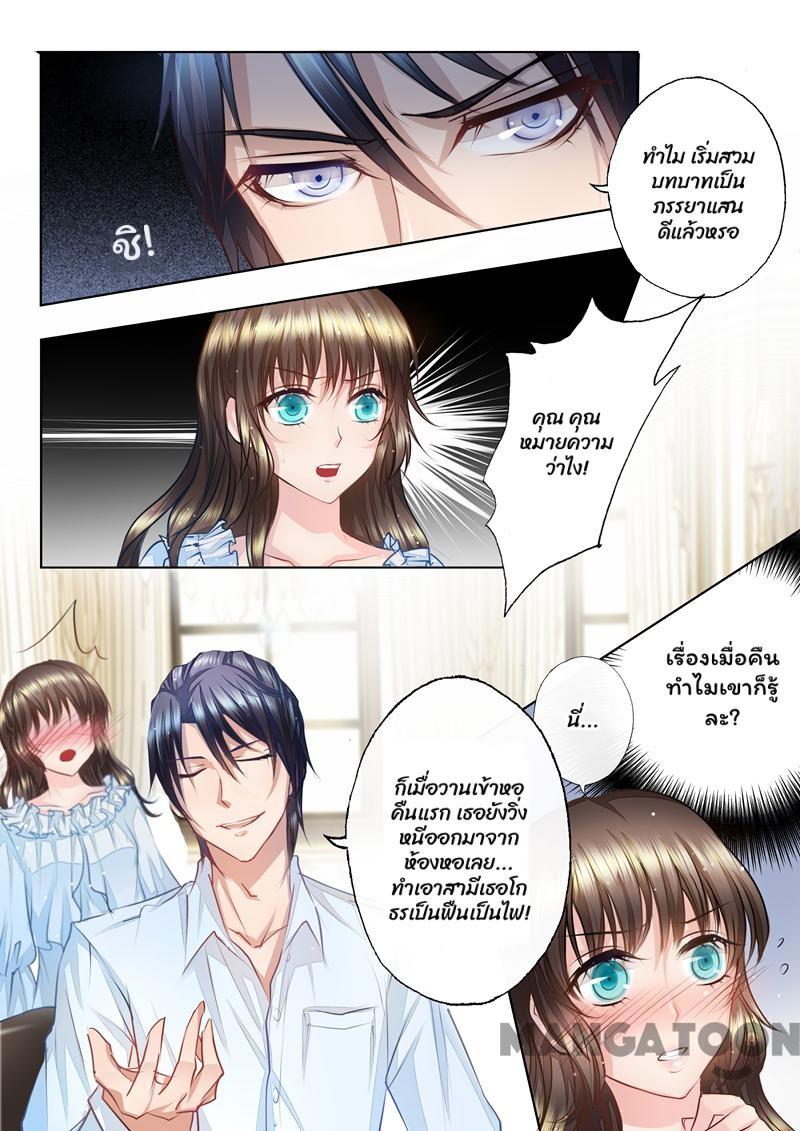 ทำไม เริ่มสวม
บทบาทเป็น
ภรรยาแสน
ดีแล้วหรอ
ชิ!
คุณ คุณ
หมายความ
ว่าไง!
เรื่องเมื่อคืน
ทำไมเขาก็รู้
ละ?
นี่...
ก็เมื่อวานเข้าหอ
คืนแรก เธอยังวิ่ง
หนีออกมาจาก
ห้องหอเลย...
ทำเอาสามีเธอโก
ธรเป็นฟืนเป็นไฟ!
MANGA TOON